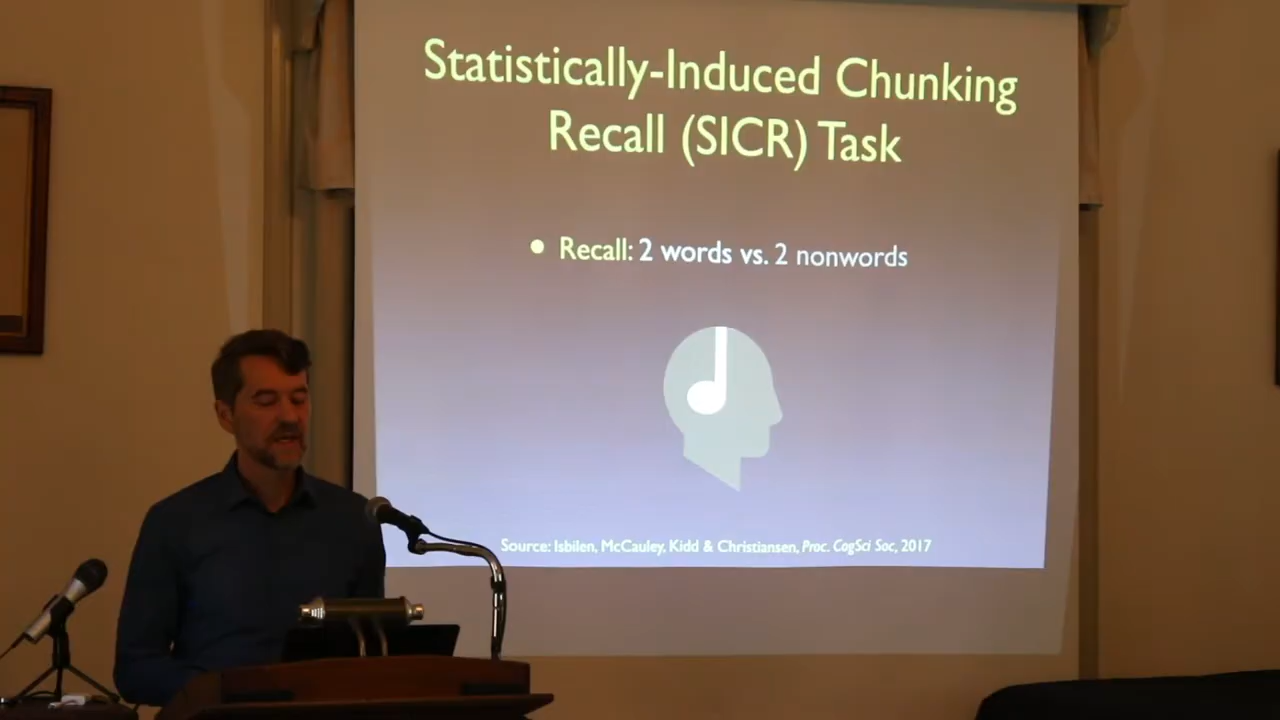 Statistically-Induced Chunking
Recall (SICR) Task
• Recall: 2 words vs. 2 nonwords
Source: Isbilen, McCauley, Kidd & Christiansen, Proc. CogSci Soc, 2017